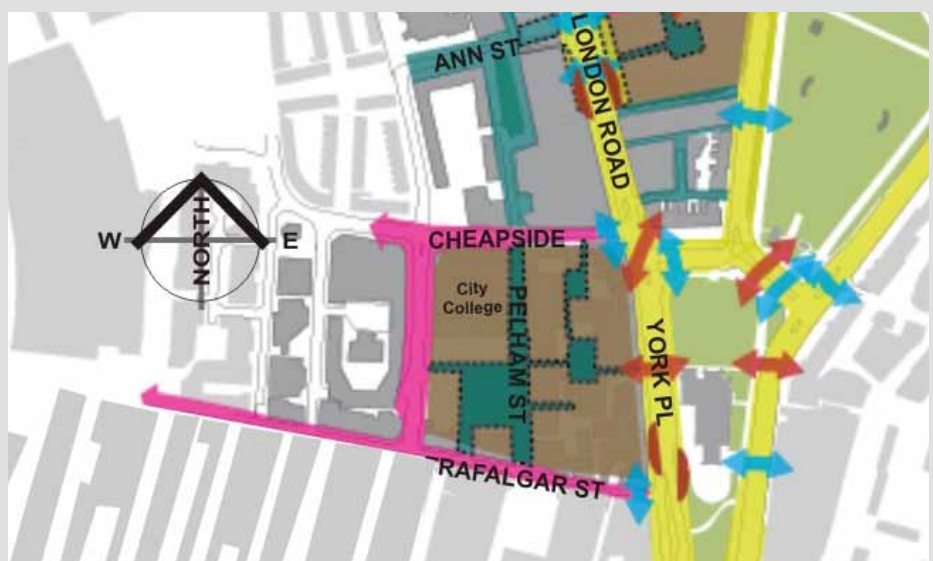 LONDON ROAD
ANN ST
NORTH
W
E
CHEAPSIDE
City
College
PELHAM ST
YORK PL
TRAFALGAR ST